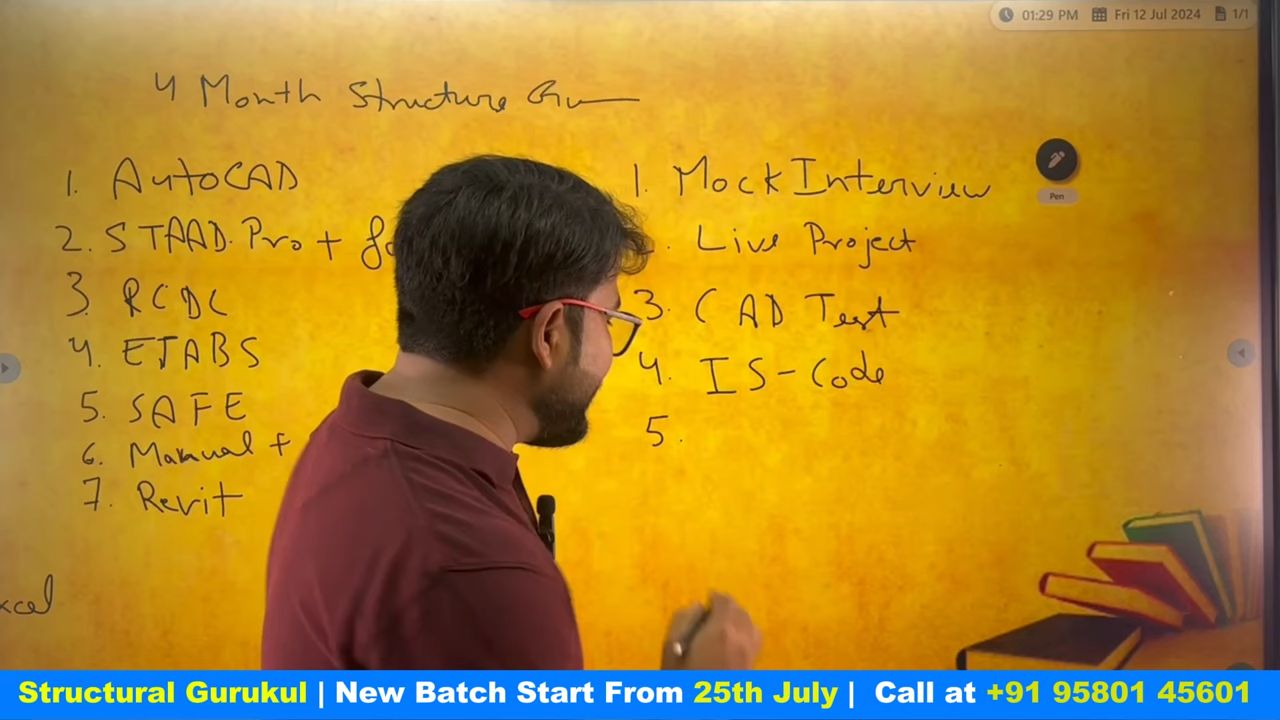 01:29 PM Fri 12 Jul 2024 1/1
4 Month Structure
1. AutoCAD
2. STAAD.Pro +
3. RCDC
4. ETABS
5. SAFE
6. Manual +
7. Revit
1. Mock Interview
. Live Project
3. CAD Test
4. IS-Code
5.
Pen
Structural Gurukul | New Batch Start From 25th July | Call at +91 95801 45601